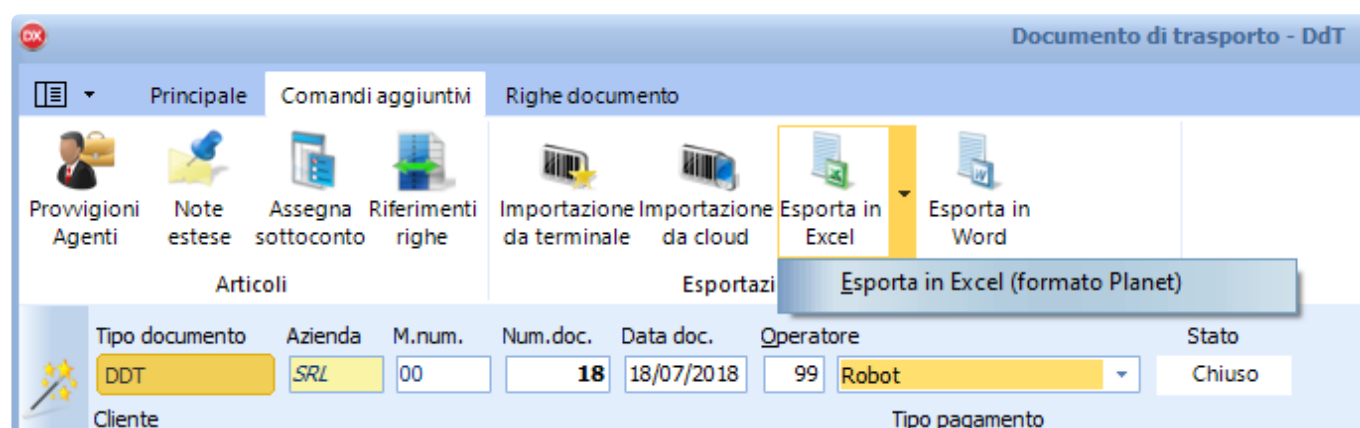 DX
Documento di trasporto - DdT
Principale Comandi aggiuntivi Righe documento
Provvigioni Agenti
Note estese
Assegna sottoconto
Riferimenti righe
Importazione da terminale
Importazione da cloud
Esporta in Excel
Esporta in Word
Articoli
Esportazi
Esporta in Excel (formato Planet)
Tipo documento Azienda M.num. Num.doc. Data doc. Operatore Stato
DDT SRL 00 18 18/07/2018 99 Robot Chiuso
Cliente Tipo pagamento